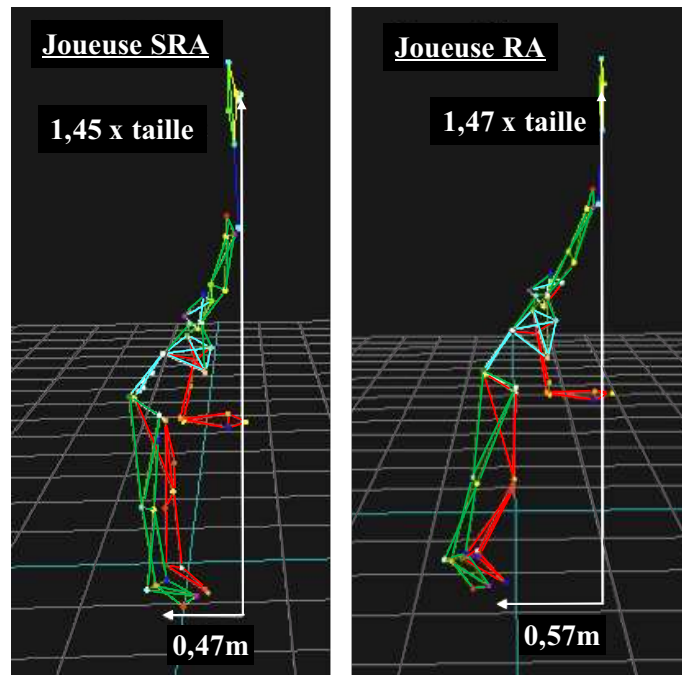 Joueuse SRA
1,45 x taille
0,47m
Joueuse RA
1,47 x taille
0,57m